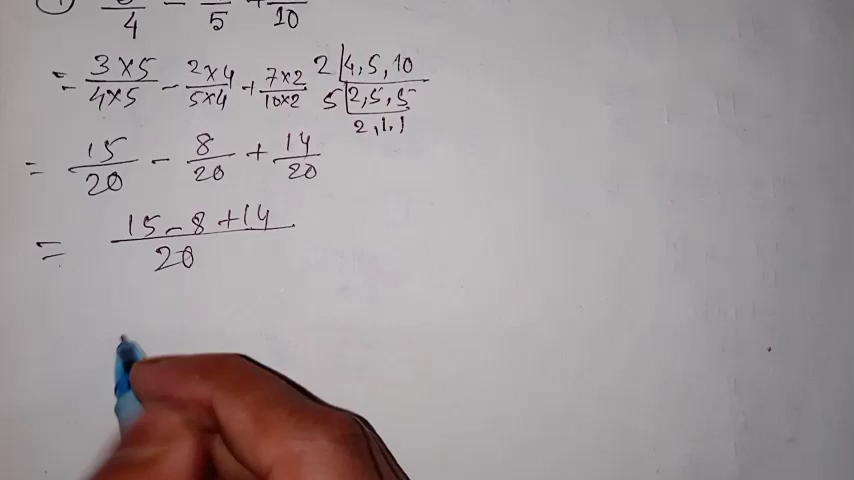 4 – 5 + 10
= 3×5/4×5 – 2×4/5×4 + 7×2/10×2
2 | 4, 5, 10
5 | 2, 5, 5
2, 1, 1
= 15/20 – 8/20 + 14/20
= 15 – 8 + 14/20